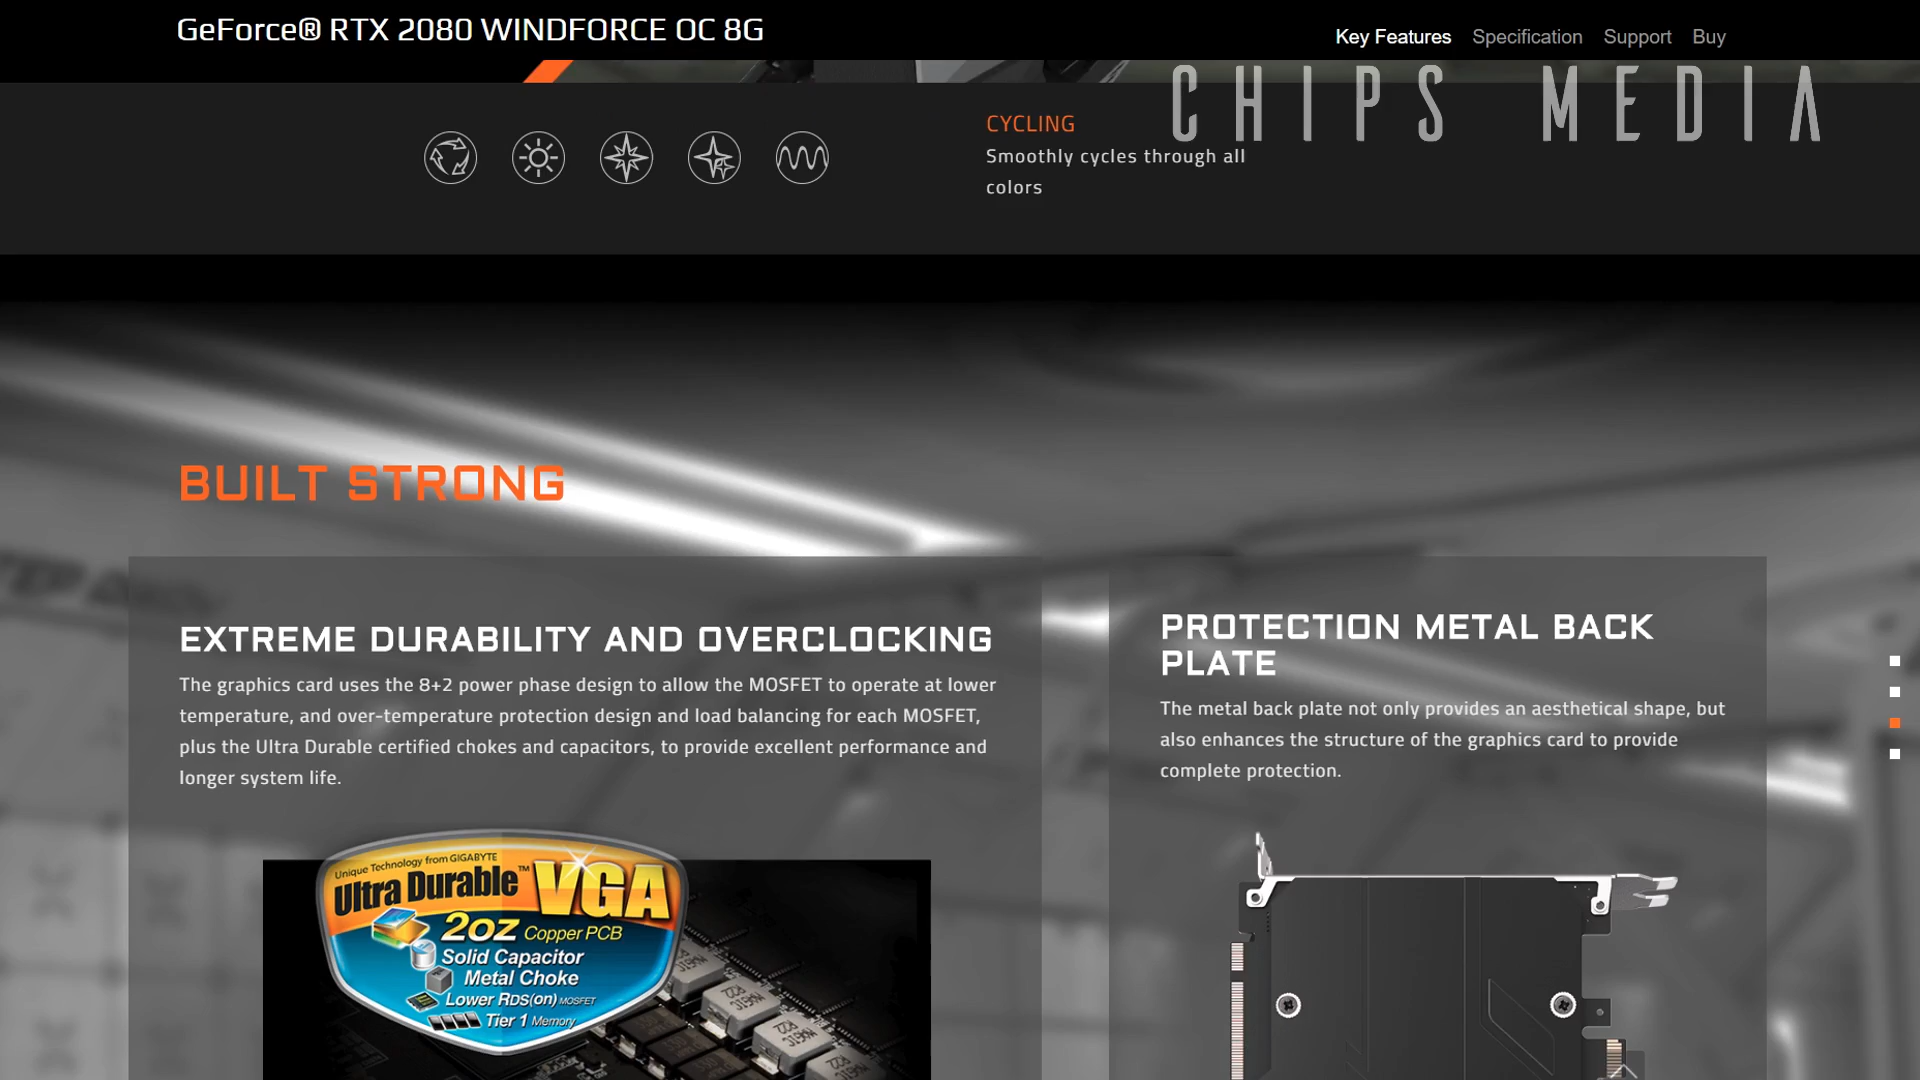 GeForce® RTX 2080 WINDFORCE OC 8G
Key Features Specification Support Buy
CHIPS MEDIA
CYCLING
Smoothly cycles through all
colors
BUILT STRONG
EXTREME DURABILITY AND OVERCLOCKING
The graphics card uses the 8+2 power phase design to allow the MOSFET to operate at lower
temperature, and over-temperature protection design and load balancing for each MOSFET,
plus the Ultra Durable certified chokes and capacitors, to provide excellent performance and
longer system life.
PROTECTION METAL BACK
PLATE
The metal back plate not only provides an aesthetical shape, but
also enhances the structure of the graphics card to provide
complete protection.
Unique Technology from GIGABYTE
Ultra Durable™ VGA
2oz Copper PCB
Solid Capacitor
Metal Choke
Lower RDS(on) MOSFET
Tier 1 Memory
R22
R22
R22